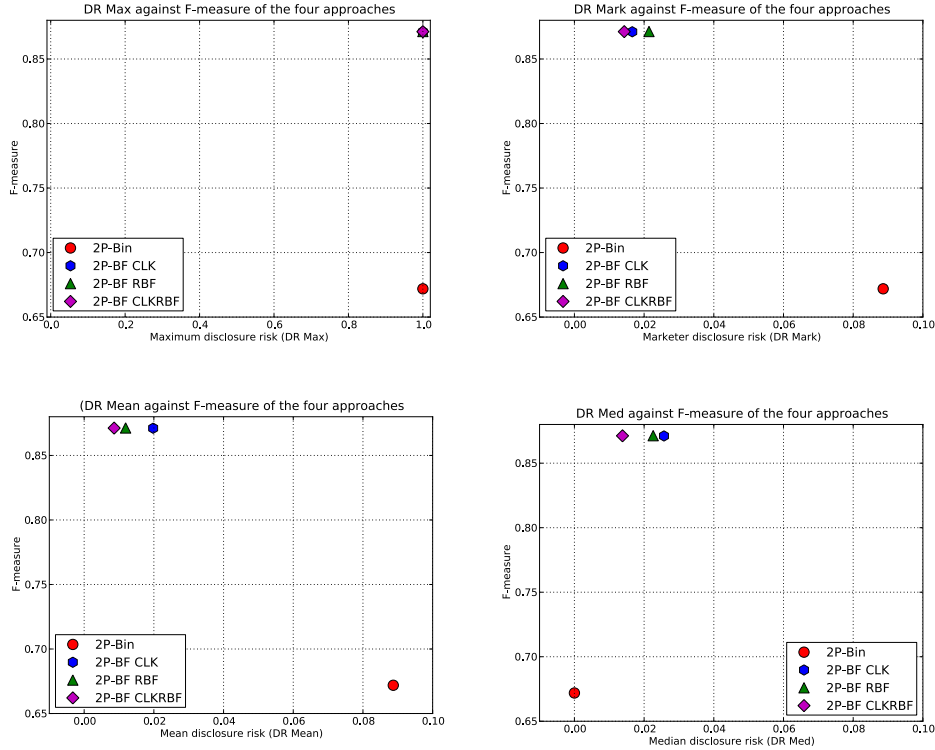 DR Max against F-measure of the four approaches
F-measure
0.85
0.80
0.75
0.70
0.65
2P-Bin
2P-BF CLK
2P-BF RBF
2P-BF CLKRBF
0.0 0.2 0.4 0.6 0.8 1.0
Maximum disclosure risk (DR Max)
DR Mark against F-measure of the four approaches
F-measure
0.85
0.80
0.75
0.70
0.65
2P-Bin
2P-BF CLK
2P-BF RBF
2P-BF CLKRBF
0.00 0.02 0.04 0.06 0.08 0.10
Marketer disclosure risk (DR Mark)
(DR Mean against F-measure of the four approaches
F-measure
0.85
0.80
0.75
0.70
0.65
2P-Bin
2P-BF CLK
2P-BF RBF
2P-BF CLKRBF
0.00 0.02 0.04 0.06 0.08 0.10
Mean disclosure risk (DR Mean)
DR Med against F-measure of the four approaches
F-measure
0.85
0.80
0.75
0.70
0.65
2P-Bin
2P-BF CLK
2P-BF RBF
2P-BF CLKRBF
0.00 0.02 0.04 0.06 0.08 0.10
Median disclosure risk (DR Med)